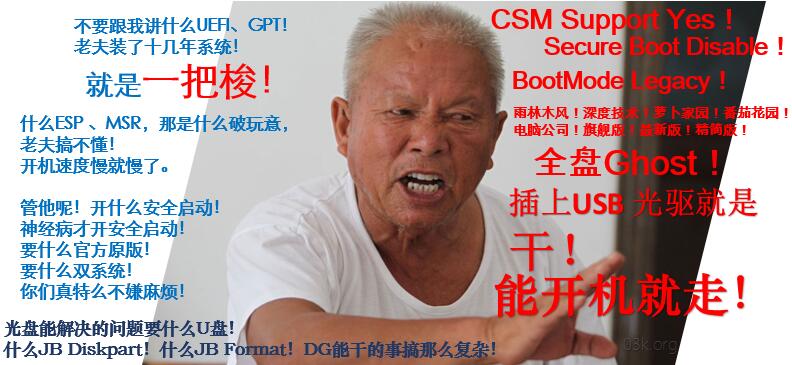 不要跟我讲什么UEFI、GPT!
老夫装了十几年系统!
就是一把梭!
什么ESP 、MSR，那是什么破玩意，
老夫搞不懂!
开机速度慢就慢了。
管他呢！开什么安全启动!
神经病才开安全启动!
要什么官方原版!
要什么双系统!
你们真特么不嫌麻烦!
光盘能解决的问题要什么U盘!
什么JB Diskpart！什么JB Format！DG能干的事搞那么复杂!
CSM Support Yes！
Secure Boot Disable！
BootMode Legacy！
雨林木风！深度技术！萝卜家园！番茄花园！
电脑公司！旗舰版！最新版！精简版！
全盘Ghost！
插上USB 光驱就是
干！
能开机就走!
03k.org